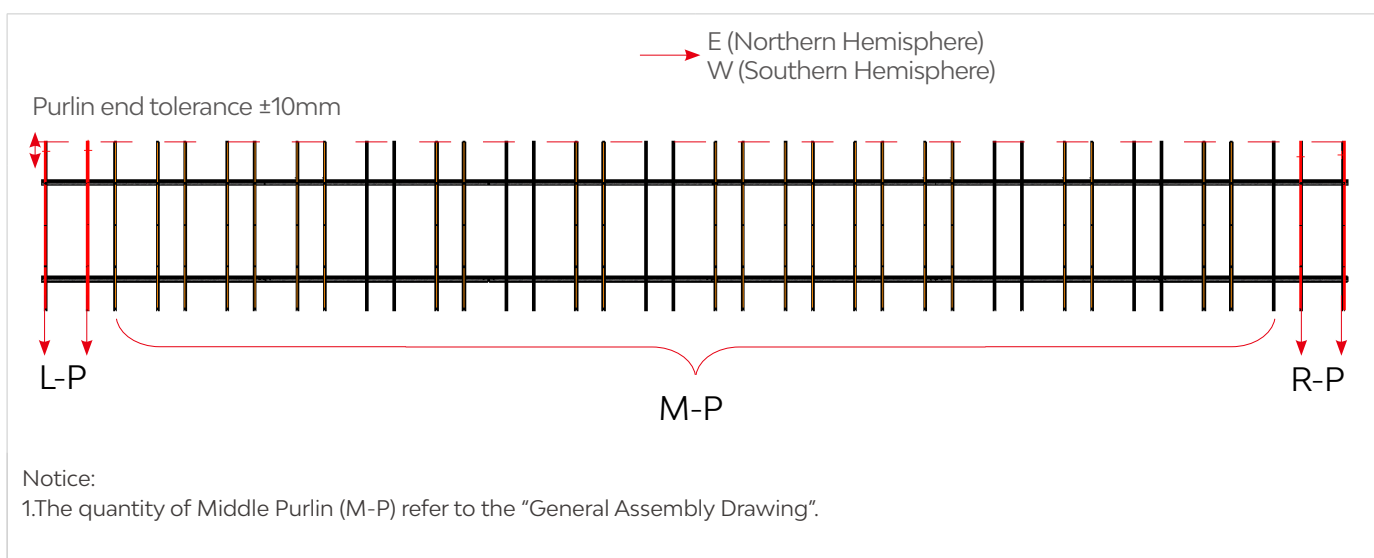 E (Northern Hemisphere)
W (Southern Hemisphere)
Purlin end tolerance ±10mm
L-P
R-P
M-P
Notice:
1.The quantity of Middle Purlin (M-P) refer to the “General Assembly Drawing”.